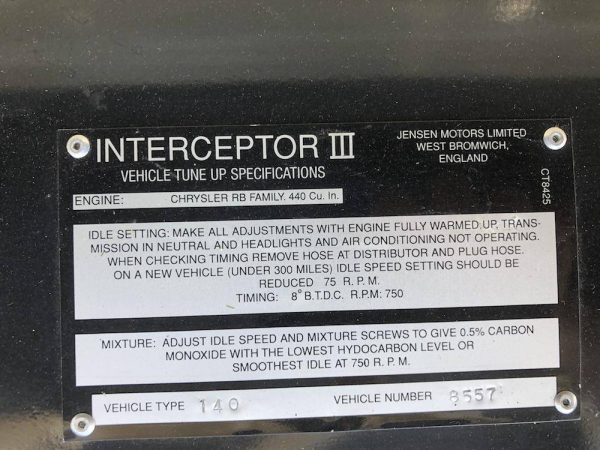 INTERCEPTOR III
JENSEN MOTORS LIMITED
WEST BROMWICH,
ENGLAND
VEHICLE TUNE UP SPECIFICATIONS
CT8425
ENGINE: CHRYSLER RB FAMILY. 440 Cu. In.
IDLE SETTING: MAKE ALL ADJUSTMENTS WITH ENGINE FULLY WARMED UP, TRANS-
MISSION IN NEUTRAL AND HEADLIGHTS AND AIR CONDITIONING NOT OPERATING.
WHEN CHECKING TIMING REMOVE HOSE AT DISTRIBUTOR AND PLUG HOSE.
ON A NEW VEHICLE (UNDER 300 MILES) IDLE SPEED SETTING SHOULD BE
REDUCED 75 R. P. M.
TIMING: 8° B.T.D.C. R.P.M: 750
MIXTURE: ADJUST IDLE SPEED AND MIXTURE SCREWS TO GIVE 0.5% CARBON
MONOXIDE WITH THE LOWEST HYDOCARBON LEVEL OR
SMOOTHEST IDLE AT 750 R. P. M.
VEHICLE TYPE 140 VEHICLE NUMBER 8557